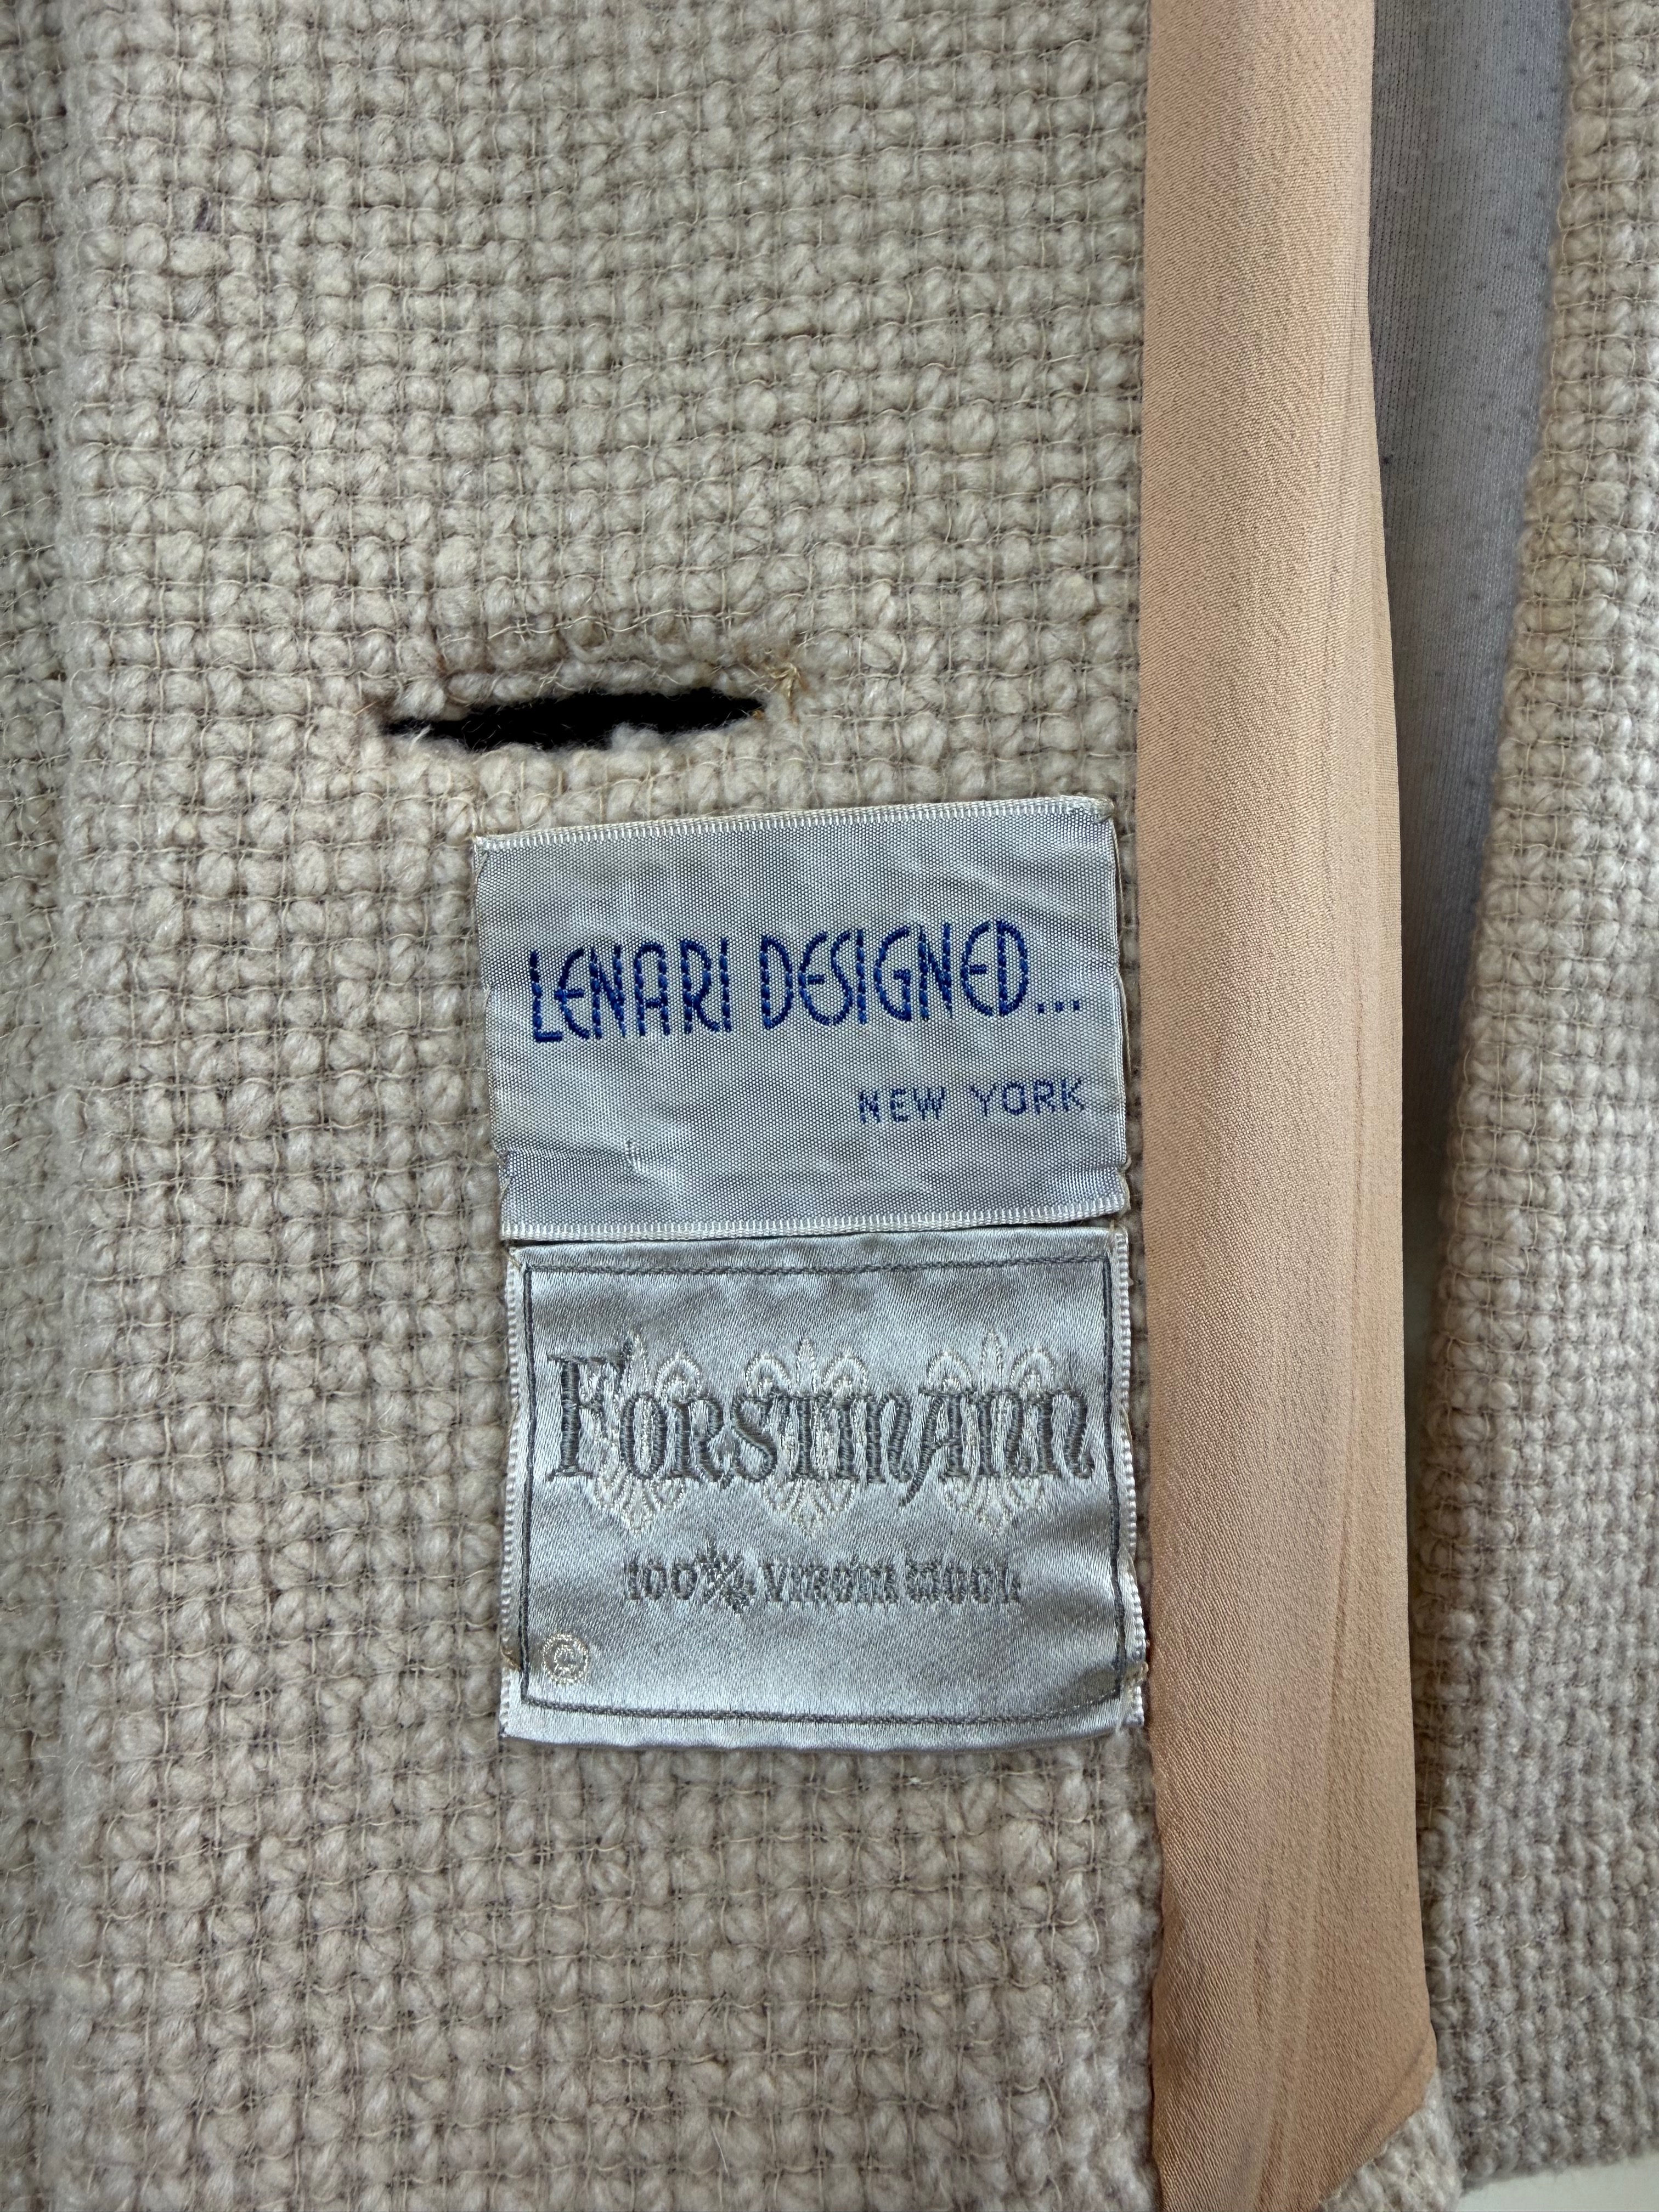 LENARI DESIGNED...
NEW YORK
FORSTMANN
100% VIRGIN WOOL
©